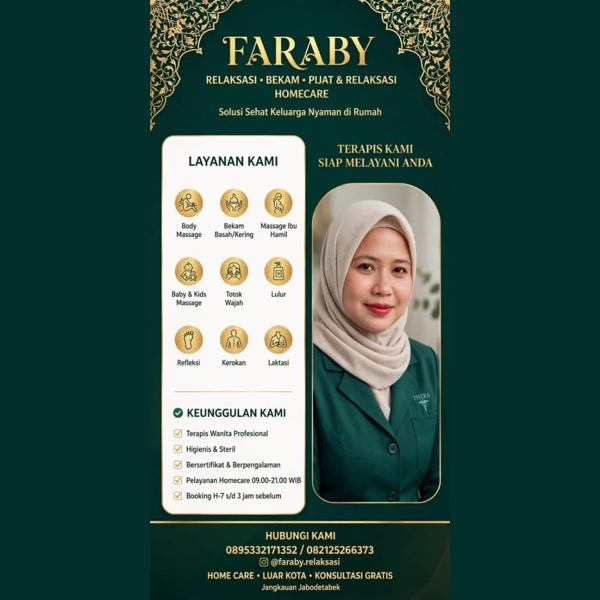 FARABY
RELAKSASI • BEKAM • PIJAT & RELAKSASI
HOMECARE
Solusi Sehat Keluarga Nyaman di Rumah
LAYANAN KAMI
Body
Massage
Bekam
Basah/Kering
Massage Ibu
Hamil
Baby & Kids
Massage
Totok
Wajah
Lulur
Refleksi
Kerokan
Laktasi
KEUNGGULAN KAMI
Terapis Wanita Profesional
Higienis & Steril
Bersertifikat & Berpengalaman
Pelayanan Homecare 09.00-21.00 WIB
Booking H-7 s/d 3 jam sebelum
TERAPIS KAMI
SIAP MELAYANI ANDA
THERA
HUBUNGI KAMI
0895332171352 / 082125266373
@faraby.relaksasi
HOME CARE • LUAR KOTA • KONSULTASI GRATIS
Jangkauan Jabodetabek